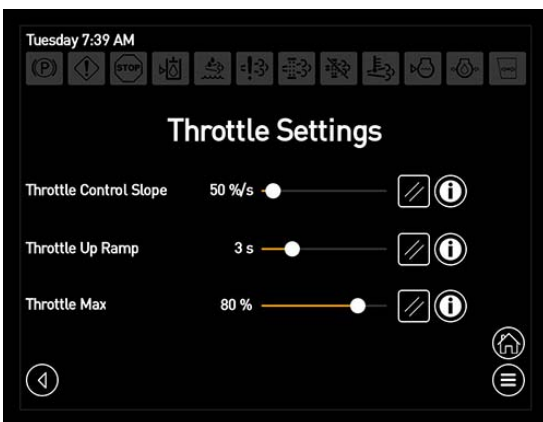 Tuesday 7:39 AM
(P) STOP
Throttle Settings
Throttle Control Slope 50 %/s
Throttle Up Ramp 3 s
Throttle Max 80 %